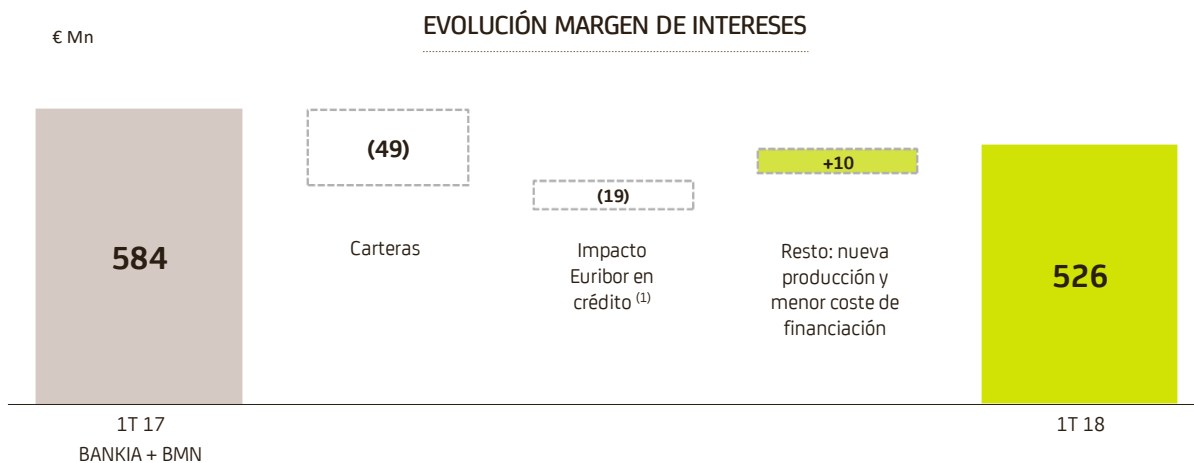 EVOLUCIÓN MARGEN DE INTERESES
€ Mn
584
(49)
Carteras
(19)
Impacto
Euribor en
crédito (1)
+10
Resto: nueva
producción y
menor coste de
financiación
526
1T 17
BANKIA + BMN
1T 18